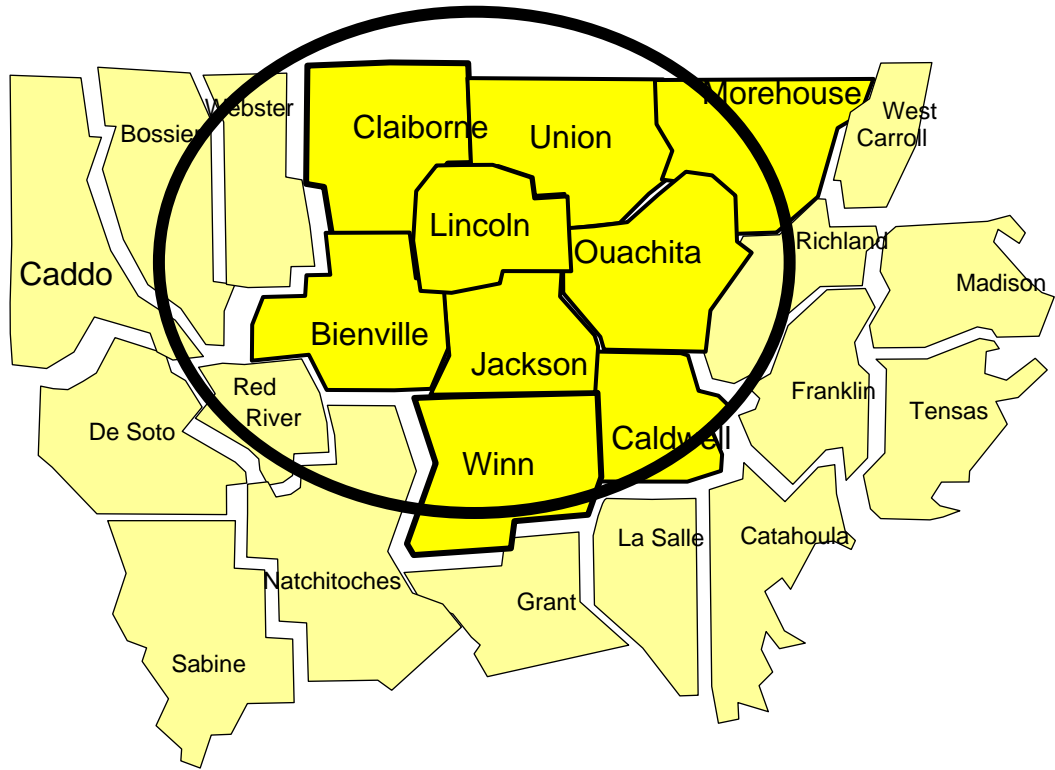 Webster
Morehouse
West
Carroll
Bossier
Claiborne
Union
Lincoln
Ouachita
Richland
Caddo
Madison
Bienville
Jackson
Red
River
Franklin
Tensas
De Soto
Caldwell
Winn
La Salle
Catahoula
Natchitoches
Grant
Sabine